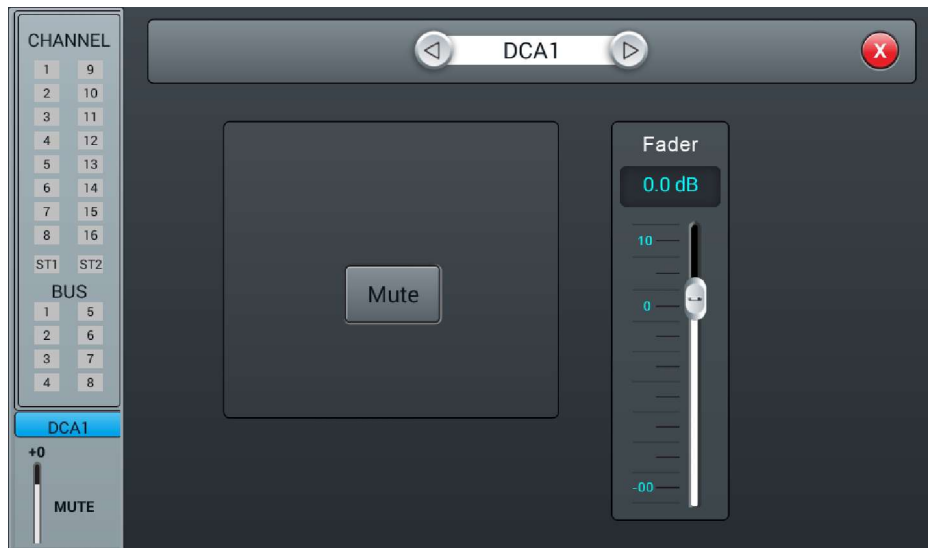 CHANNEL
1 9
2 10
3 11
4 12
5 13
6 14
7 15
8 16
ST1 ST2
BUS
1 5
2 6
3 7
4 8
DCA1
+0
MUTE
DCA1
X
Mute
Fader
0.0 dB
10
0
-00